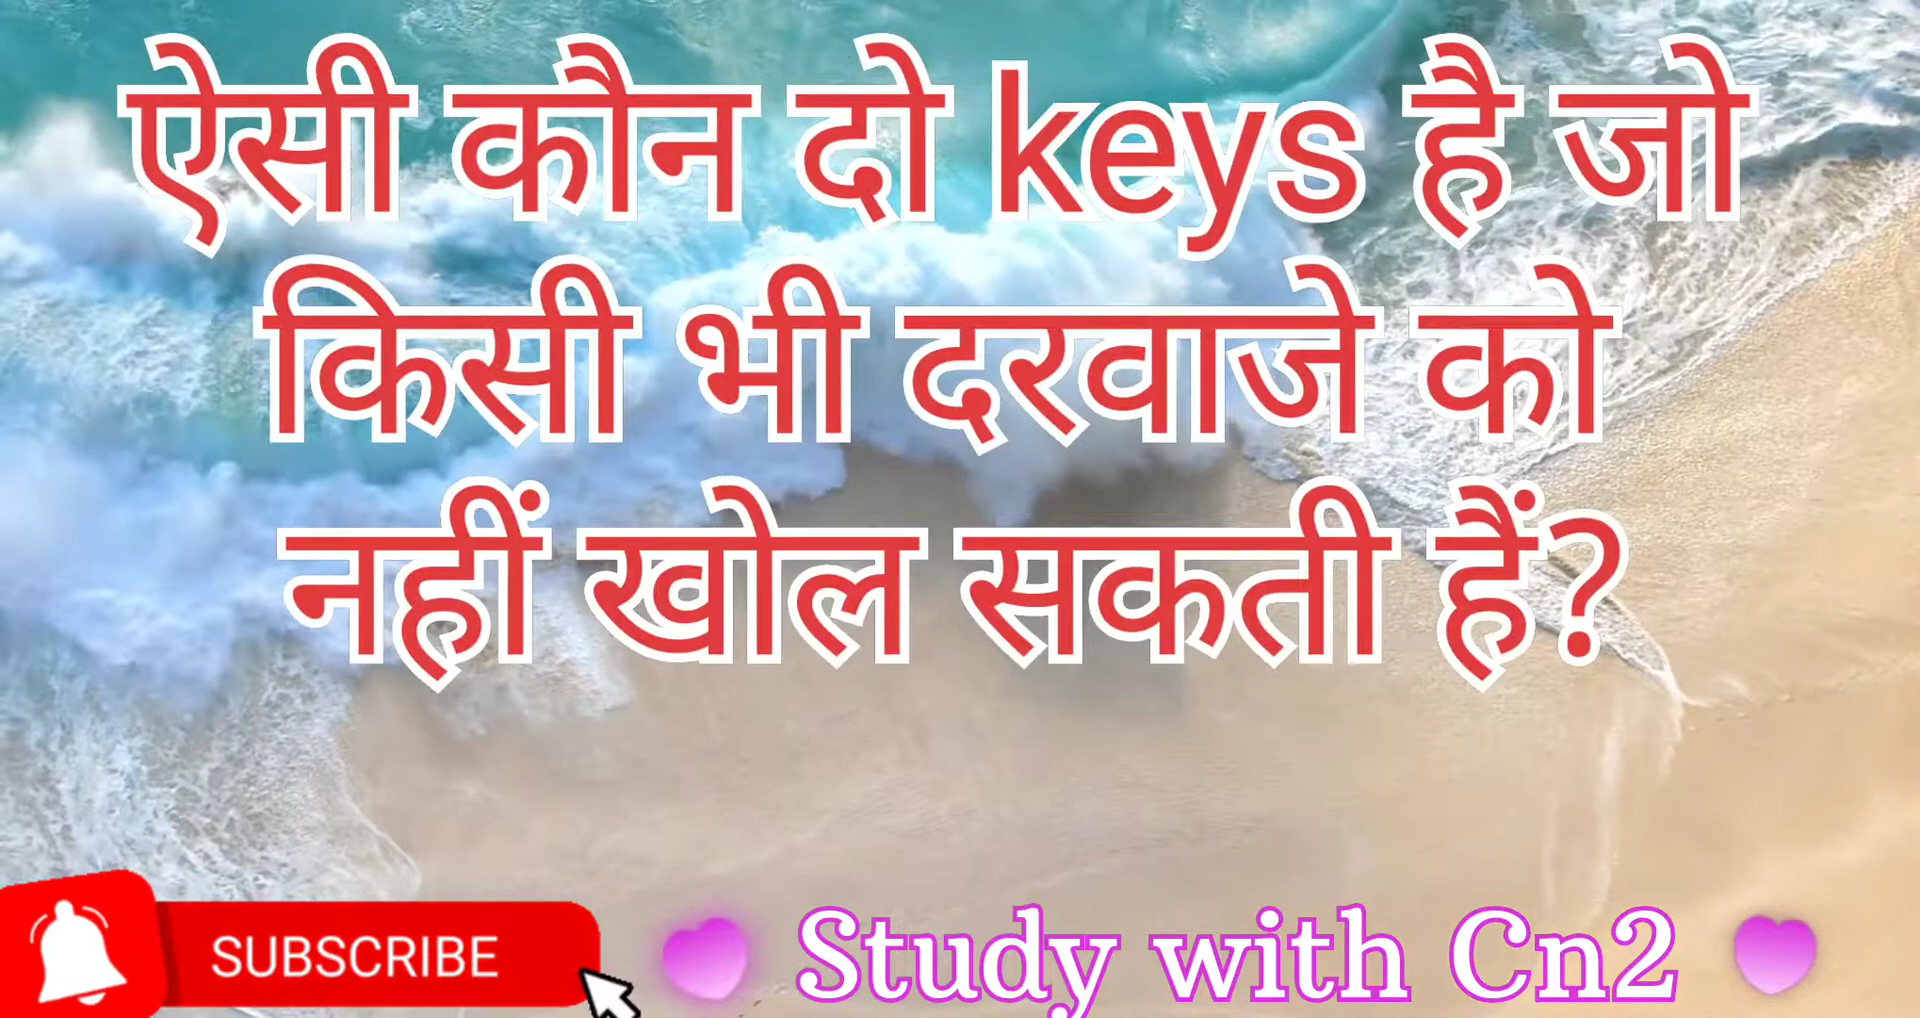 ऐसी कौन दो keys है जो
किसी भी दरवाजे को
नहीं खोल सकती हैं?
SUBSCRIBE
Study with Cn2